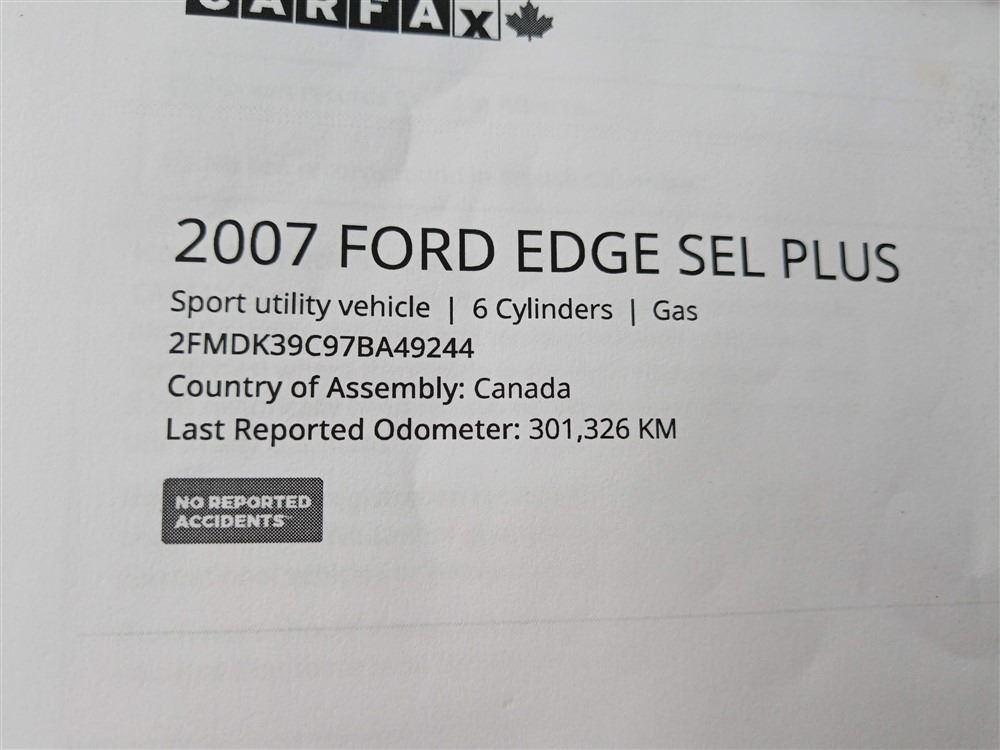 CARFAX
2007 FORD EDGE SEL PLUS
Sport utility vehicle | 6 Cylinders | Gas
2FMDK39C97BA49244
Country of Assembly: Canada
Last Reported Odometer: 301,326 KM
NO REPORTED
ACCIDENTS™